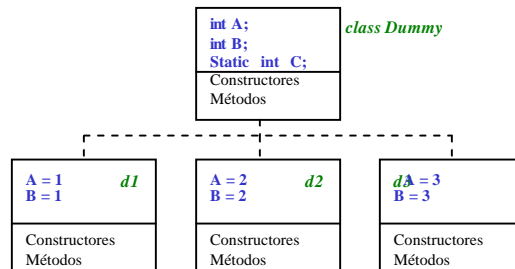 int A;
class Dummy
int B;
Static int C;
Constructores
Métodos
A = 1 d1
B = 1
Constructores
Métodos
A = 2 d2
B = 2
Constructores
Métodos
d3 A = 3
B = 3
Constructores
Métodos